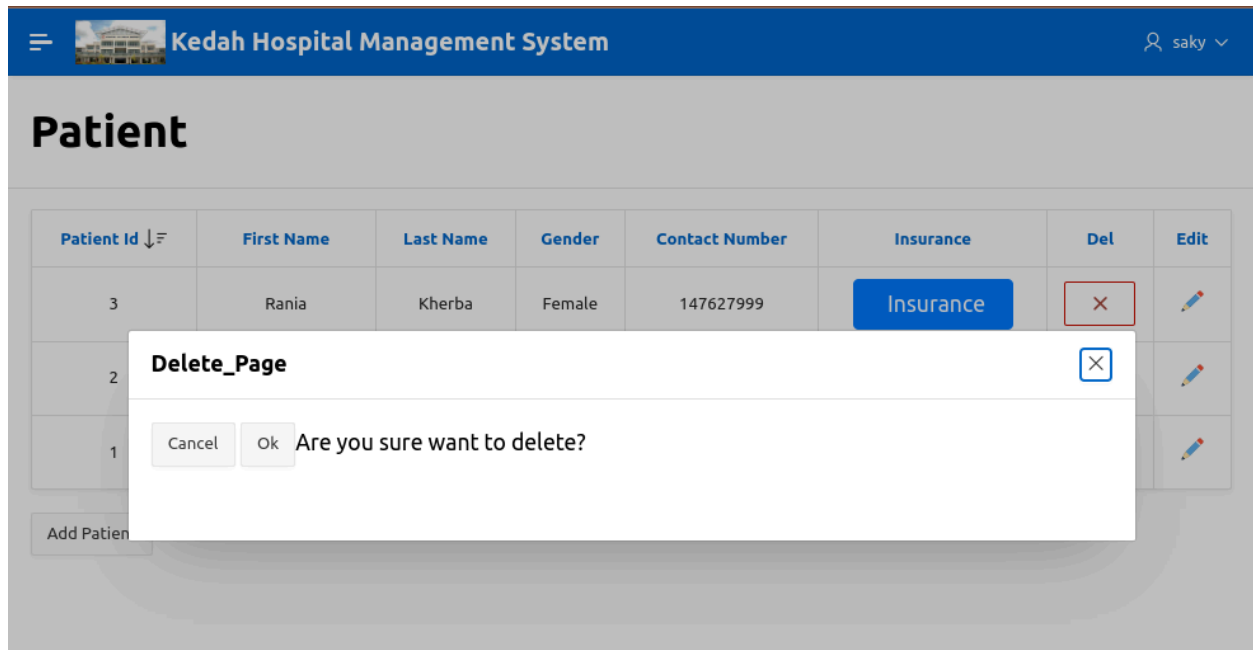 Kedah Hospital Management System saky
Patient
Patient Id First Name Last Name Gender Contact Number Insurance Del Edit
3 Rania Kherba Female 147627999 Insurance
Delete_Page
2
Cancel Ok Are you sure want to delete?
1
Add Patien